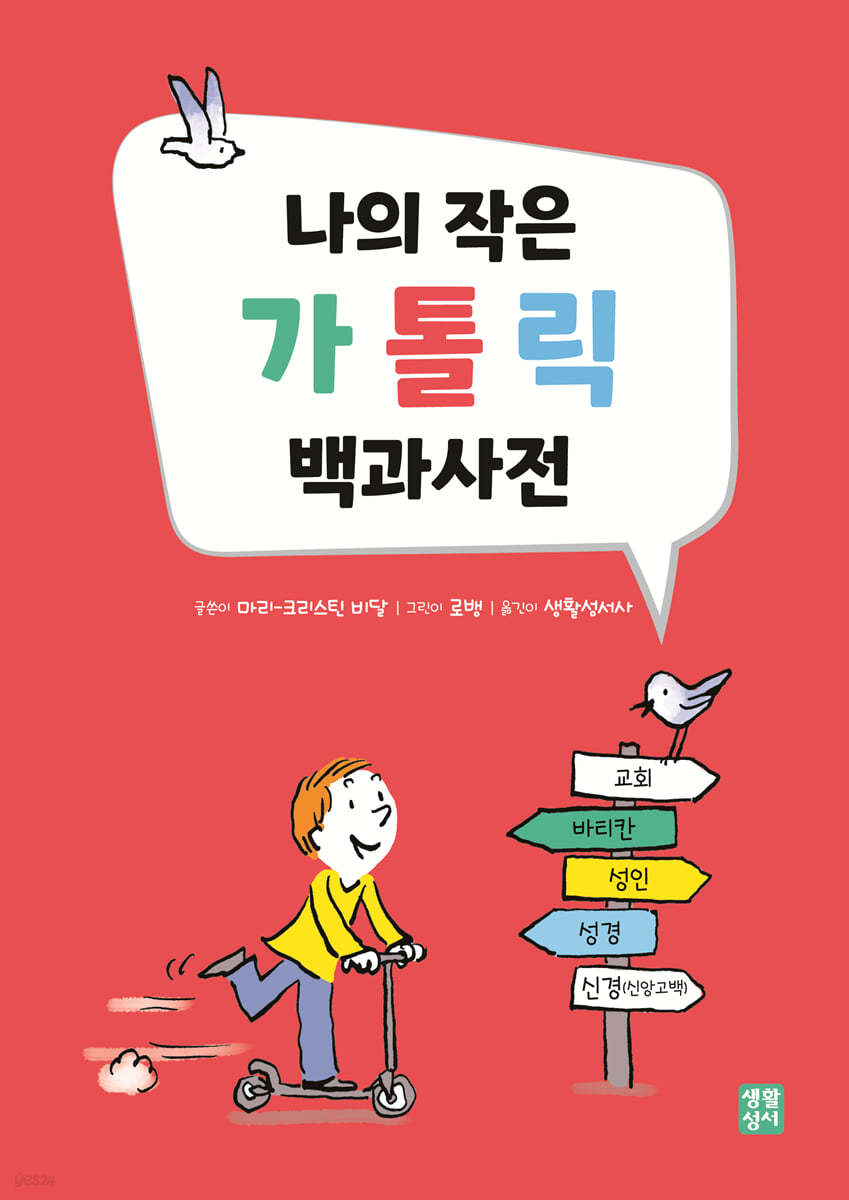 나의 작은
가톨릭
백과사전
글쓴이 마리-크리스틴 비달 | 그린이 로뱅 | 옮긴이 생활성서사
교회
바티칸
성인
성경
신경(신앙고백)
생활
성서
yes24